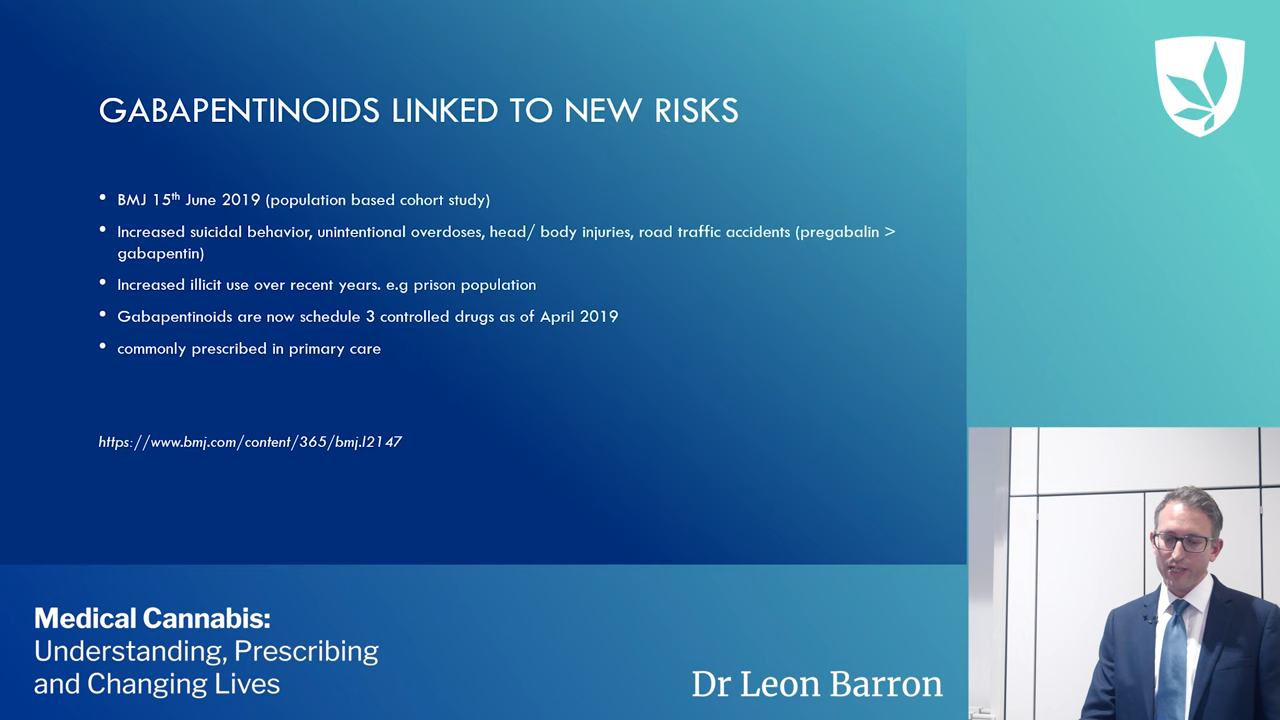 GABAPENTINOIDS LINKED TO NEW RISKS
• BMJ 15th June 2019 (population based cohort study)
• Increased suicidal behavior, unintentional overdoses, head/ body injuries, road traffic accidents (pregabalin >
gabapentin)
• Increased illicit use over recent years. e.g prison population
• Gabapentinoids are now schedule 3 controlled drugs as of April 2019
• commonly prescribed in primary care
https://www.bmj.com/content/365/bmj.l2147
Medical Cannabis:
Understanding, Prescribing
and Changing Lives
Dr Leon Barron